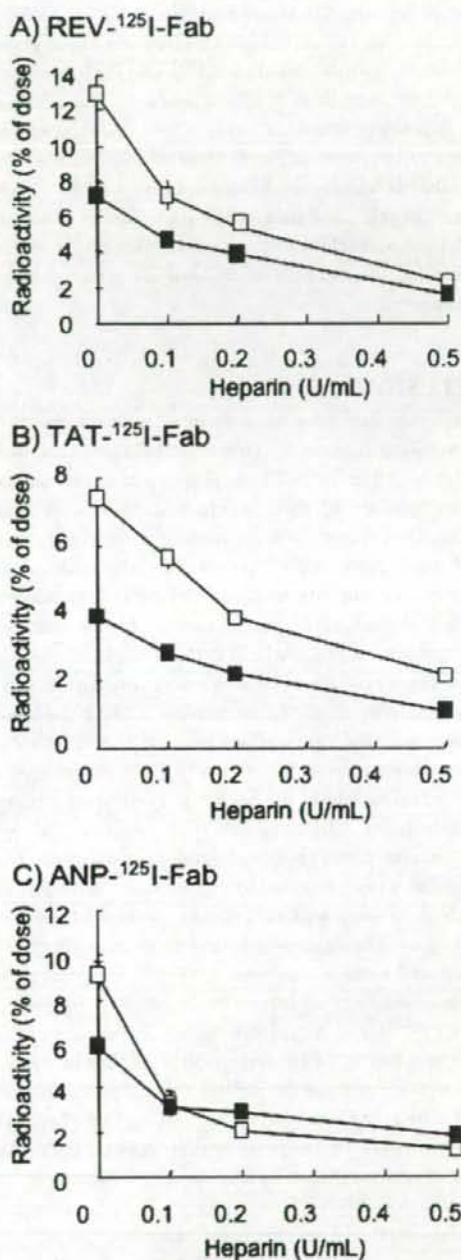 A) REV-¹²⁵I-Fab
Radioactivity (% of dose)
14
12
10
8
6
4
2
0
0 0.1 0.2 0.3 0.4 0.5
Heparin (U/mL)
B) TAT-¹²⁵I-Fab
Radioactivity (% of dose)
8
6
4
2
0
0 0.1 0.2 0.3 0.4 0.5
Heparin (U/mL)
C) ANP-¹²⁵I-Fab
Radioactivity (% of dose)
12
10
8
6
4
2
0
0 0.1 0.2 0.3 0.4 0.5
Heparin (U/mL)